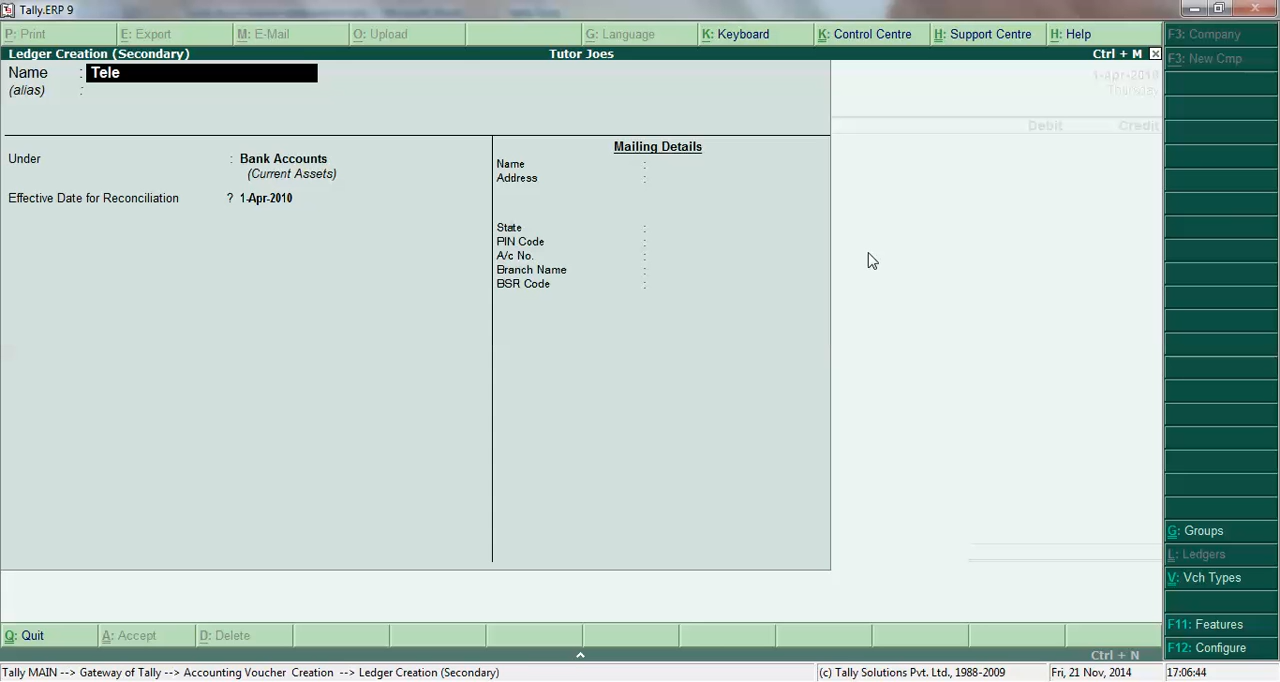 Tally.ERP 9
P: Print E: Export M: E-Mail O: Upload G: Language K: Keyboard K: Control Centre H: Support Centre H: Help F3: Company
Ledger Creation (Secondary) Tutor Joes Ctrl + M F3: New Cmp
Name : Tele 1-Apr-2010
(alias) : Thursday
Debit Credit
Under : Bank Accounts
(Current Assets)
Effective Date for Reconciliation ? 1-Apr-2010
Mailing Details
Name :
Address :
State :
PIN Code :
A/c No. :
Branch Name :
BSR Code :
G: Groups
L: Ledgers
V: Vch Types
F11: Features
F12: Configure
Q: Quit A: Accept D: Delete
Ctrl + N
Tally MAIN --> Gateway of Tally --> Accounting Voucher Creation --> Ledger Creation (Secondary) (c) Tally Solutions Pvt. Ltd., 1988-2009 Fri, 21 Nov, 2014 17:06:44